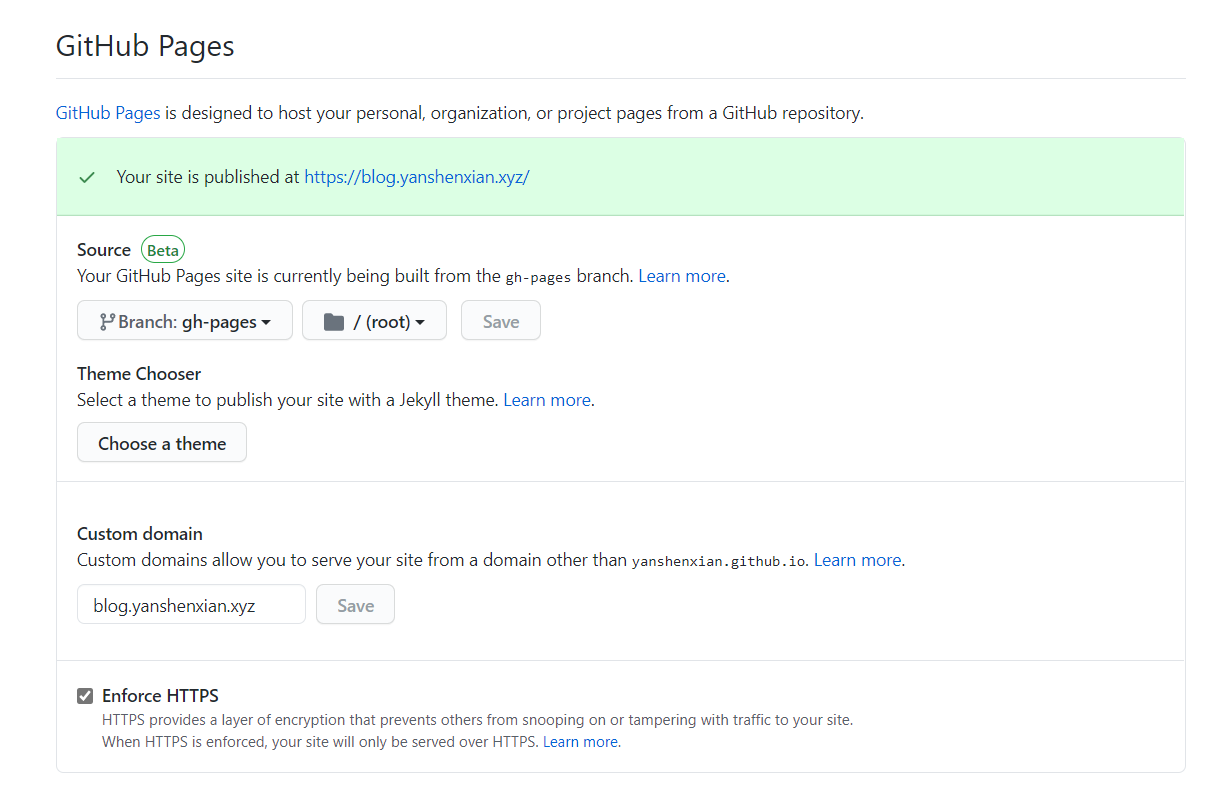 GitHub Pages
GitHub Pages is designed to host your personal, organization, or project pages from a GitHub repository.
Your site is published at https://blog.yanshenxian.xyz/
Source Beta
Your GitHub Pages site is currently being built from the gh-pages branch. Learn more.
Branch: gh-pages / (root) Save
Theme Chooser
Select a theme to publish your site with a Jekyll theme. Learn more.
Choose a theme
Custom domain
Custom domains allow you to serve your site from a domain other than yanshenxian.github.io. Learn more.
blog.yanshenxian.xyz Save
Enforce HTTPS
HTTPS provides a layer of encryption that prevents others from snooping on or tampering with traffic to your site.
When HTTPS is enforced, your site will only be served over HTTPS. Learn more.